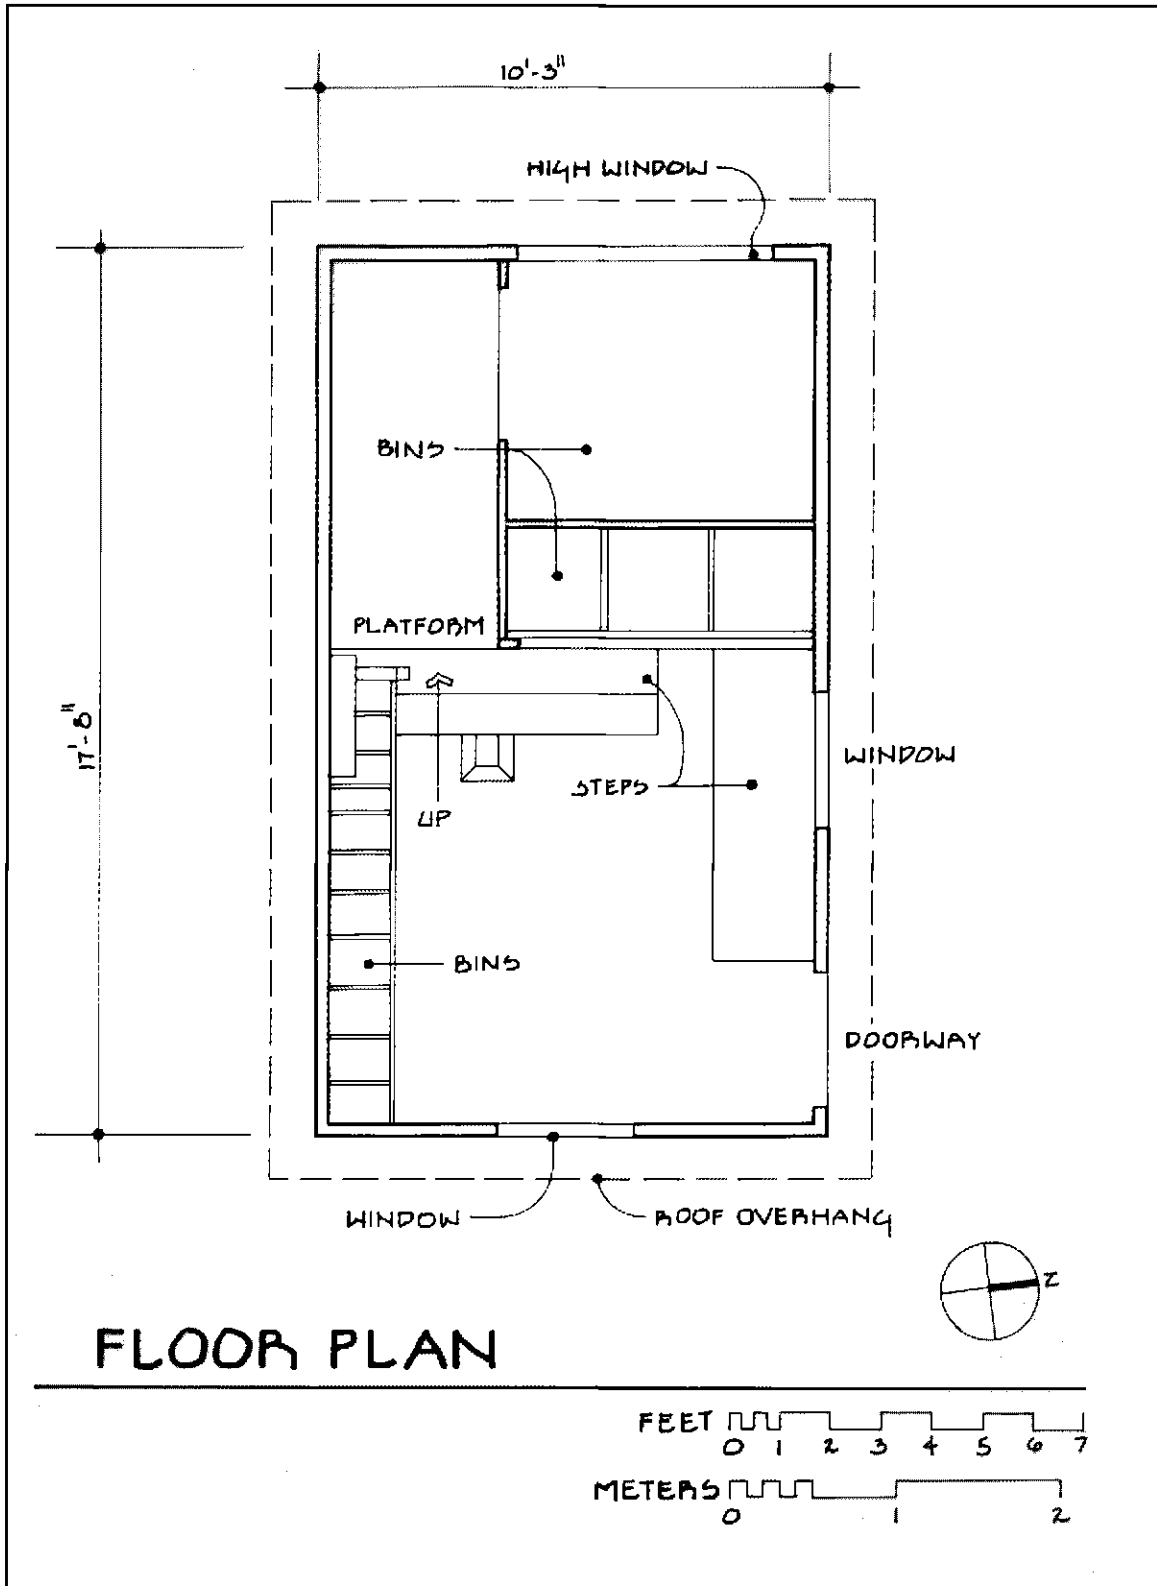 10'-3"
HIGH WINDOW
BINS
PLATFORM
17'-8"
WINDOW
STEPS
UP
BINS
DOORWAY
WINDOW
ROOF OVERHANG
N
FLOOR PLAN
FEET
0 1 2 3 4 5 6 7
METERS
0 1 2